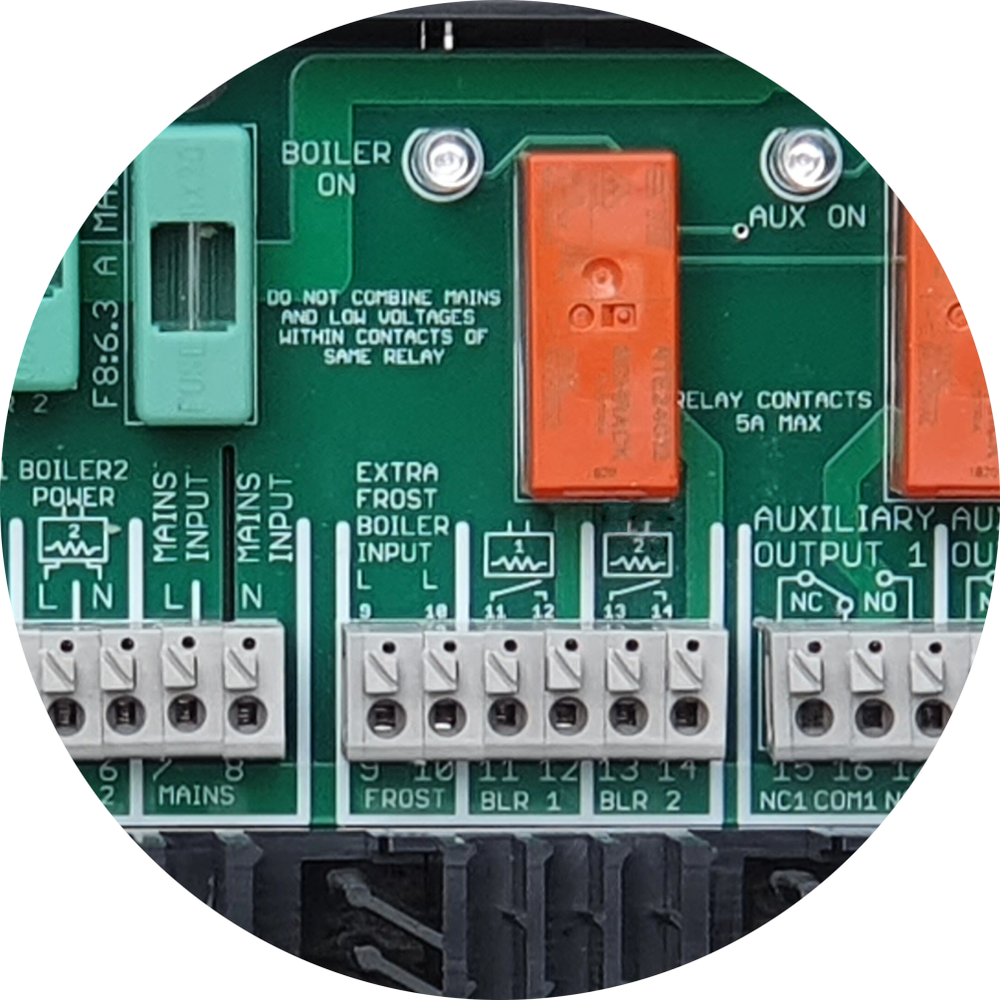 BOILER
ON
AUX ON
F8:6.3 A
DO NOT COMBINE MAINS
AND LOW VOLTAGES
WITHIN CONTACTS OF
SAME RELAY
RELAY CONTACTS
5A MAX
2
BOILER2
POWER
2
L N
MAINS
INPUT
MAINS
INPUT
L N
EXTRA
FROST
BOILER
INPUT
L L
9 10
1
11 12
2
13 14
AUXILIARY
OUTPUT 1
NC NO
6 7 8
2 MAINS
9 10 11 12 13 14
FROST BLR 1 BLR 2
15 16
NC1 COM1